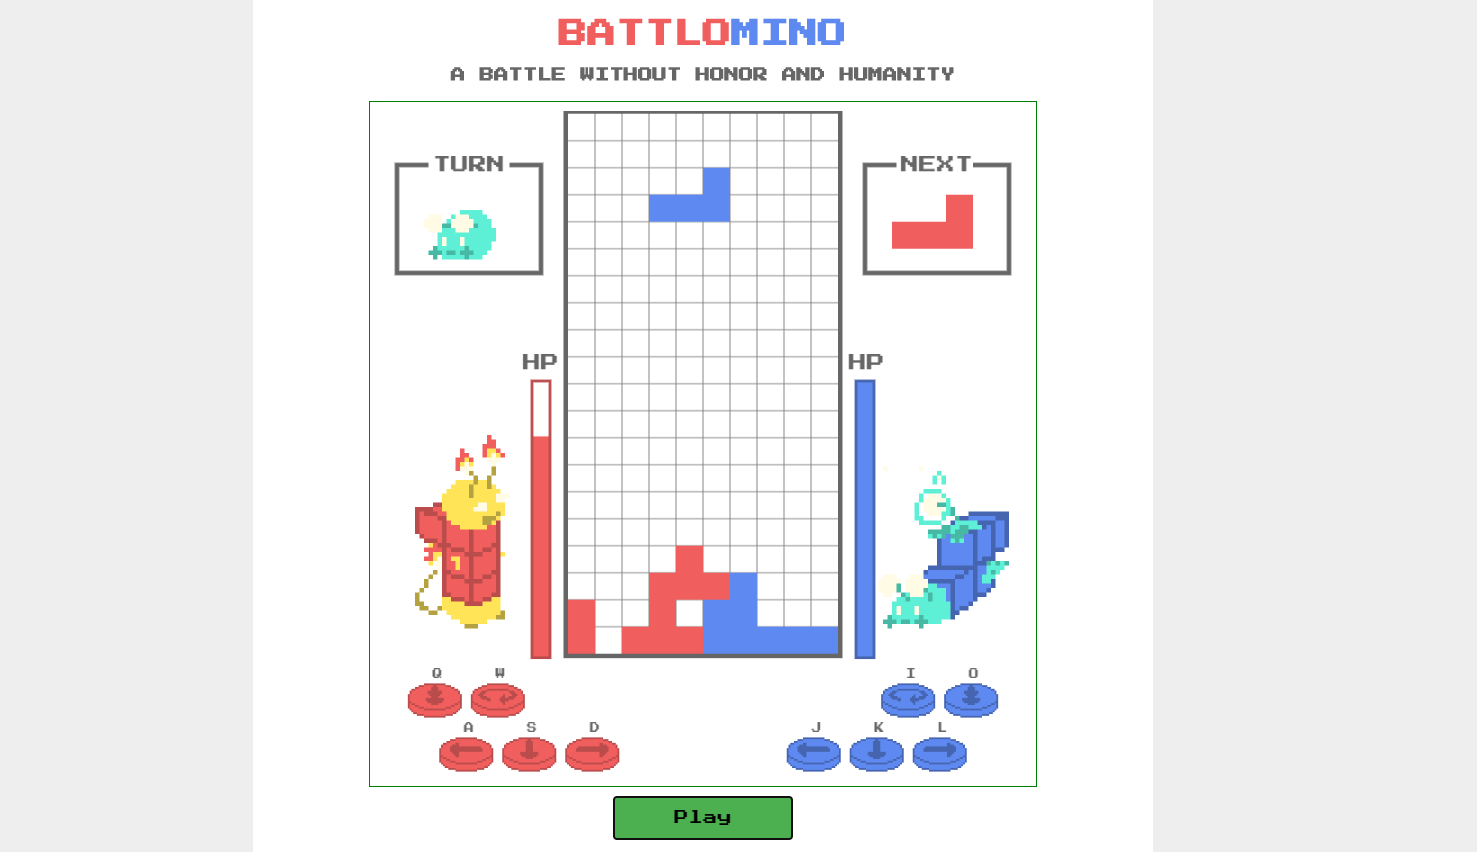 BATTLOMINO
A BATTLE WITHOUT HONOR AND HUMANITY
TURN
NEXT
HP
HP
Q W
I O
A S D
J K L
Play